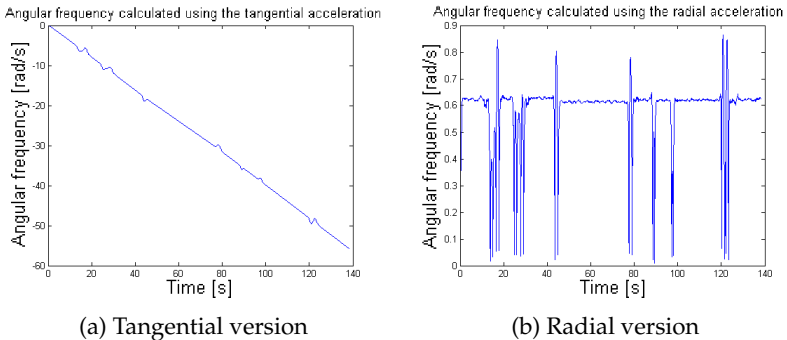 Angular frequency calculated using the tangential acceleration
Angular frequency [rad/s]
0
-10
-20
-30
-40
-50
-60
0 20 40 60 80 100 120 140
Time [s]
(a) Tangential version
Angular frequency calculated using the radial acceleration
Angular frequency [rad/s]
0.9
0.8
0.7
0.6
0.5
0.4
0.3
0.2
0.1
0
0 20 40 60 80 100 120 140
Time [s]
(b) Radial version